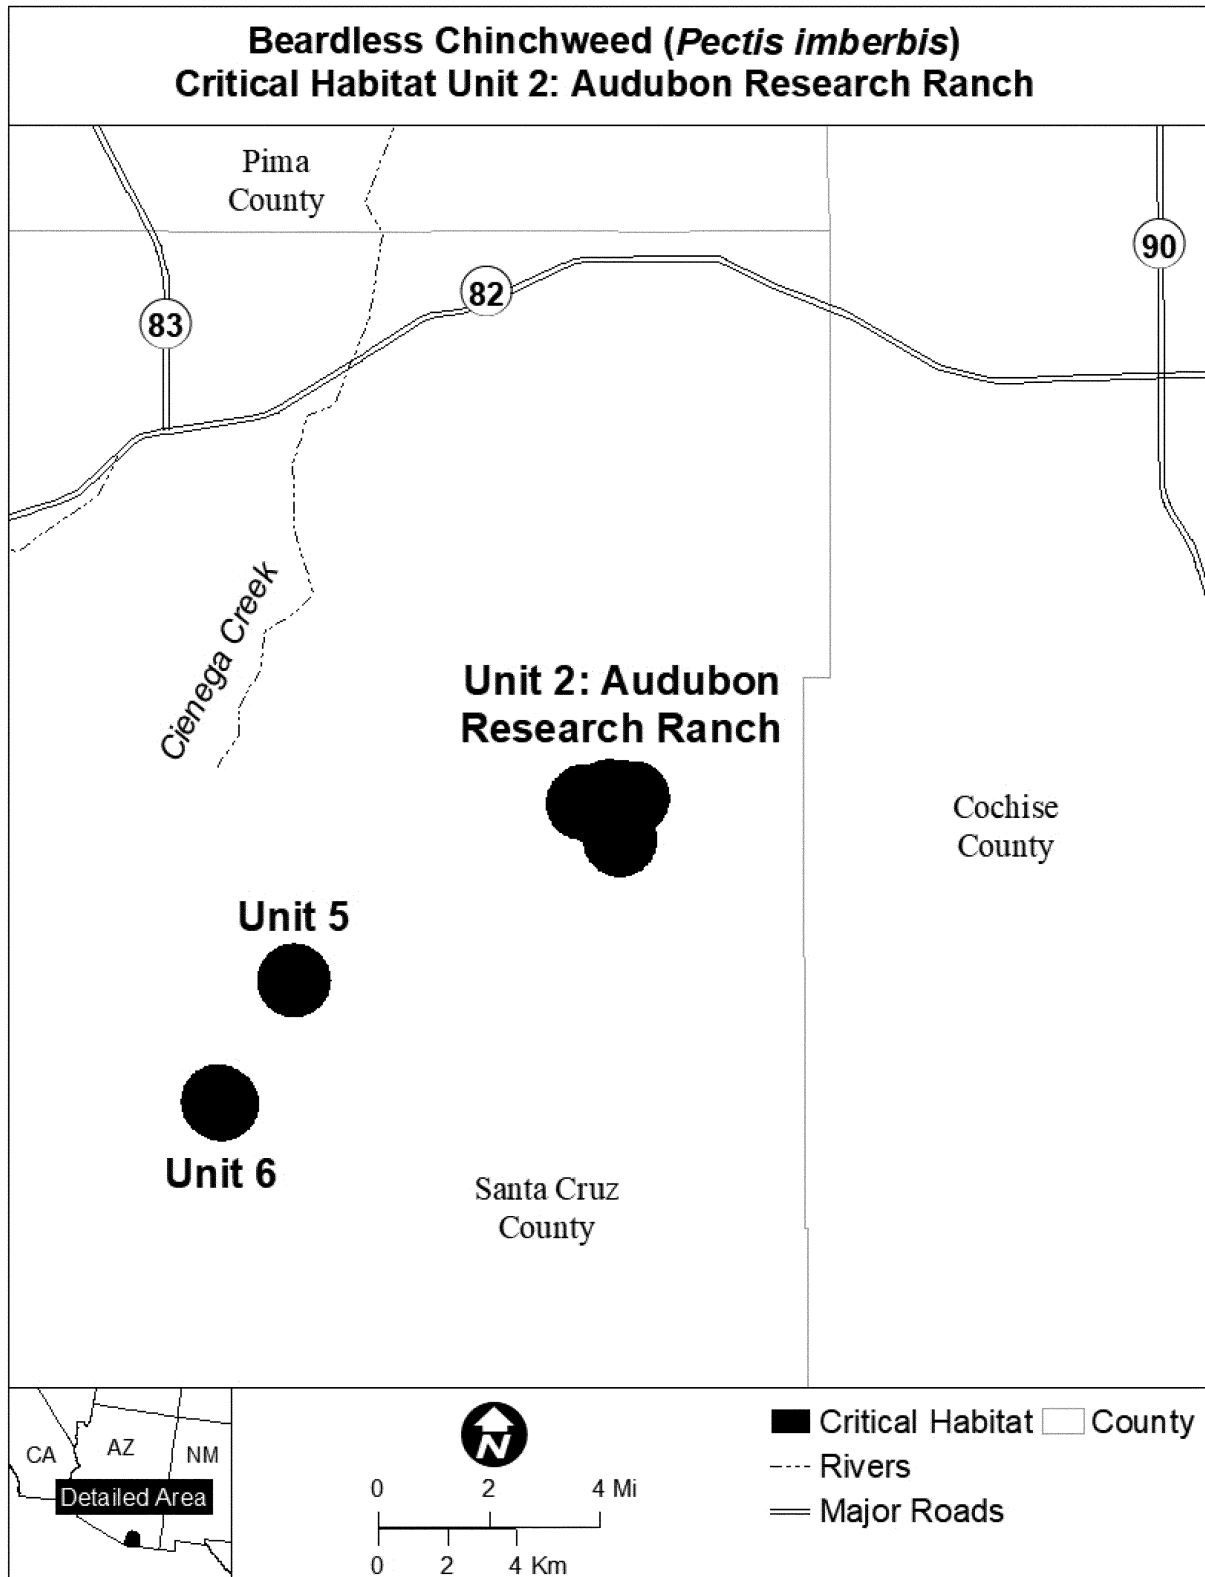 Beardless Chinchweed (Pectis imberbis)
Critical Habitat Unit 2: Audubon Research Ranch
Pima
County
90
82
83
Cienega Creek
Unit 2: Audubon
Research Ranch
Cochise
County
Unit 5
Unit 6
Santa Cruz
County
CA
AZ
NM
Detailed Area
N
0 2 4 Mi
0 2 4 Km
Critical Habitat County
Rivers
Major Roads